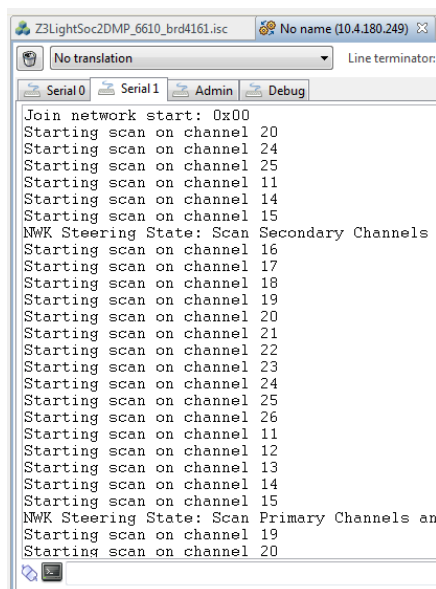 Z3LightSoc2DMP_6610_brd4161.isc No name (10.4.180.249)
No translation Line terminator:
Serial 0 Serial 1 Admin Debug
Join network start: 0x00
Starting scan on channel 20
Starting scan on channel 24
Starting scan on channel 25
Starting scan on channel 11
Starting scan on channel 14
Starting scan on channel 15
NWK Steering State: Scan Secondary Channels
Starting scan on channel 16
Starting scan on channel 17
Starting scan on channel 18
Starting scan on channel 19
Starting scan on channel 20
Starting scan on channel 21
Starting scan on channel 22
Starting scan on channel 23
Starting scan on channel 24
Starting scan on channel 25
Starting scan on channel 26
Starting scan on channel 11
Starting scan on channel 12
Starting scan on channel 13
Starting scan on channel 14
Starting scan on channel 15
NWK Steering State: Scan Primary Channels an
Starting scan on channel 19
Starting scan on channel 20